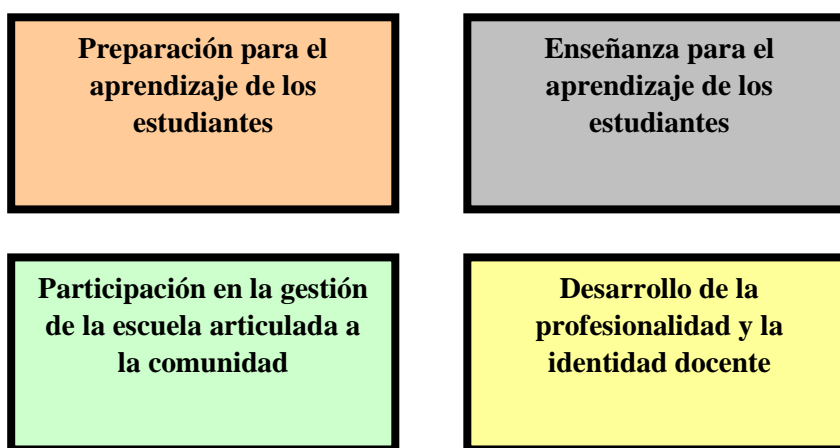 Preparación para el
aprendizaje de los
estudiantes
Enseñanza para el
aprendizaje de los
estudiantes
Participación en la gestión
de la escuela articulada a
la comunidad
Desarrollo de la
profesionalidad y la
identidad docente